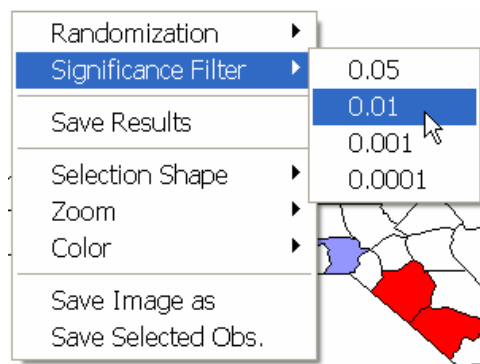 Randomization
Significance Filter
0.05
0.01
0.001
0.0001
Save Results
Selection Shape
Zoom
Color
Save Image as
Save Selected Obs.